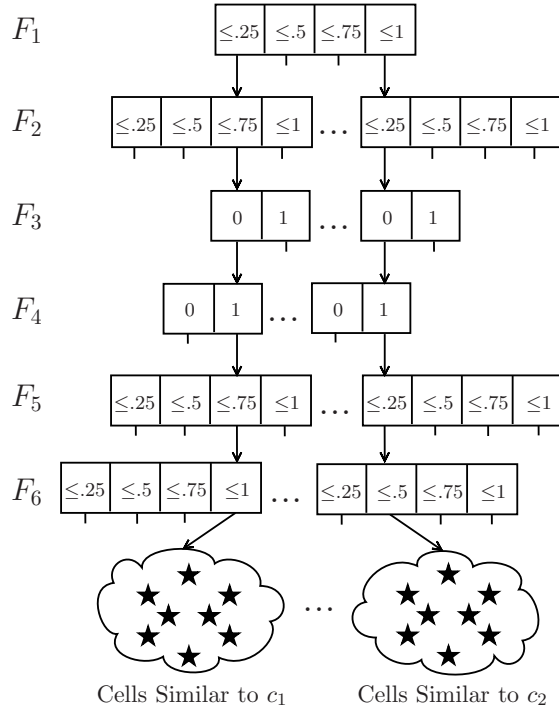 F₁ ≤.25 ≤.5 ≤.75 ≤1
F₂ ≤.25 ≤.5 ≤.75 ≤1 ... ≤.25 ≤.5 ≤.75 ≤1
F₃ 0 1 ... 0 1
F₄ 0 1 ... 0 1
F₅ ≤.25 ≤.5 ≤.75 ≤1 ... ≤.25 ≤.5 ≤.75 ≤1
F₆ ≤.25 ≤.5 ≤.75 ≤1 ... ≤.25 ≤.5 ≤.75 ≤1
...
Cells Similar to c₁ Cells Similar to c₂